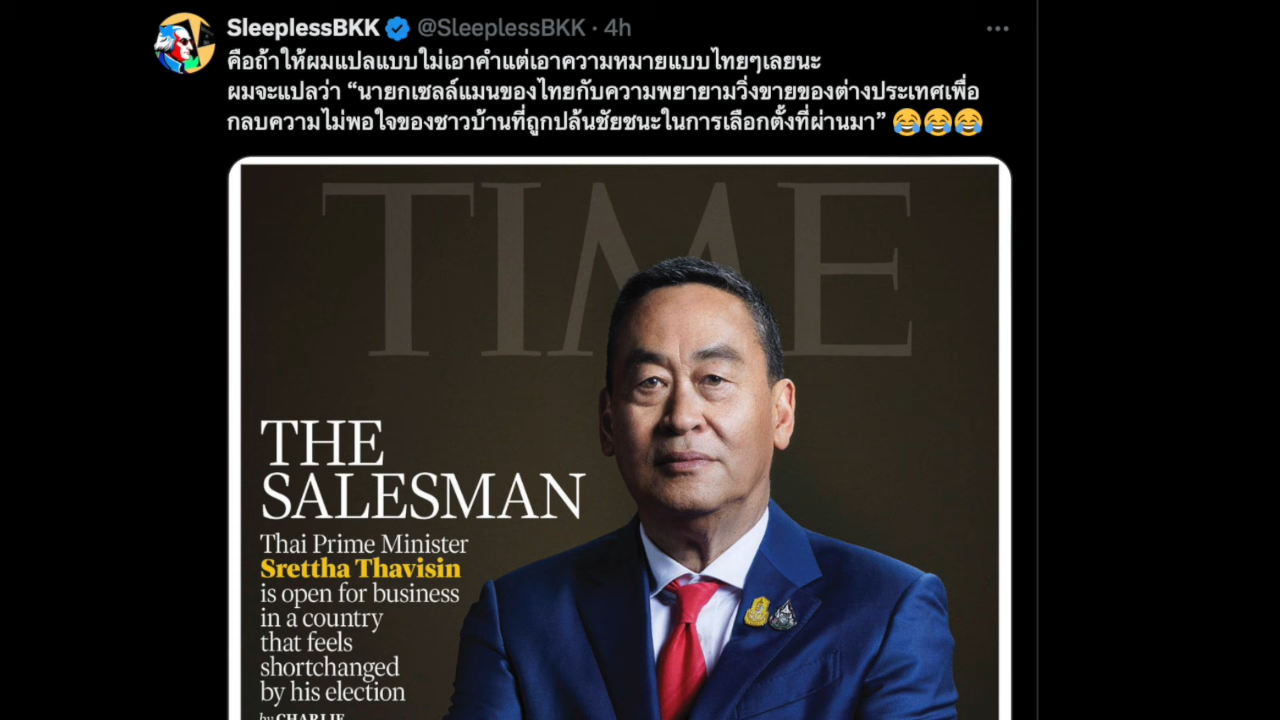 SleeplessBKK @SleeplessBKK · 4h
คือถ้าให้ผมแปลแบบใม่เอาคำแต่เอาความหมายแบบไทยๆเลยนะ
ผมจะแปลว่า “นายกเซลล์แมนของไทยกับความพยายามวิ่งขายของต่างประเทศเพื่อ
กลบความไม่พอใจของชาวบ้านที่ถูกปล้นชัยชนะในการเลือกตั้งที่ผ่านมา” 😂😂😂
TIME
THE
SALESMAN
Thai Prime Minister
Srettha Thavisin
is open for business
in a country
that feels
shortchanged
by his election
by CHARLIE